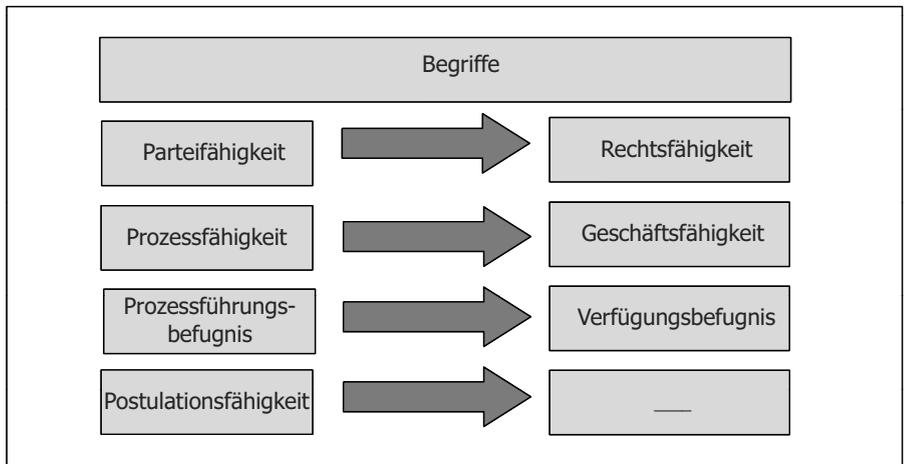 Begriffe
Parteifähigkeit
Rechtsfähigkeit
Prozessfähigkeit
Geschäftsfähigkeit
Prozessführungs-
befugnis
Verfügungsbefugnis
Postulationsfähigkeit
___